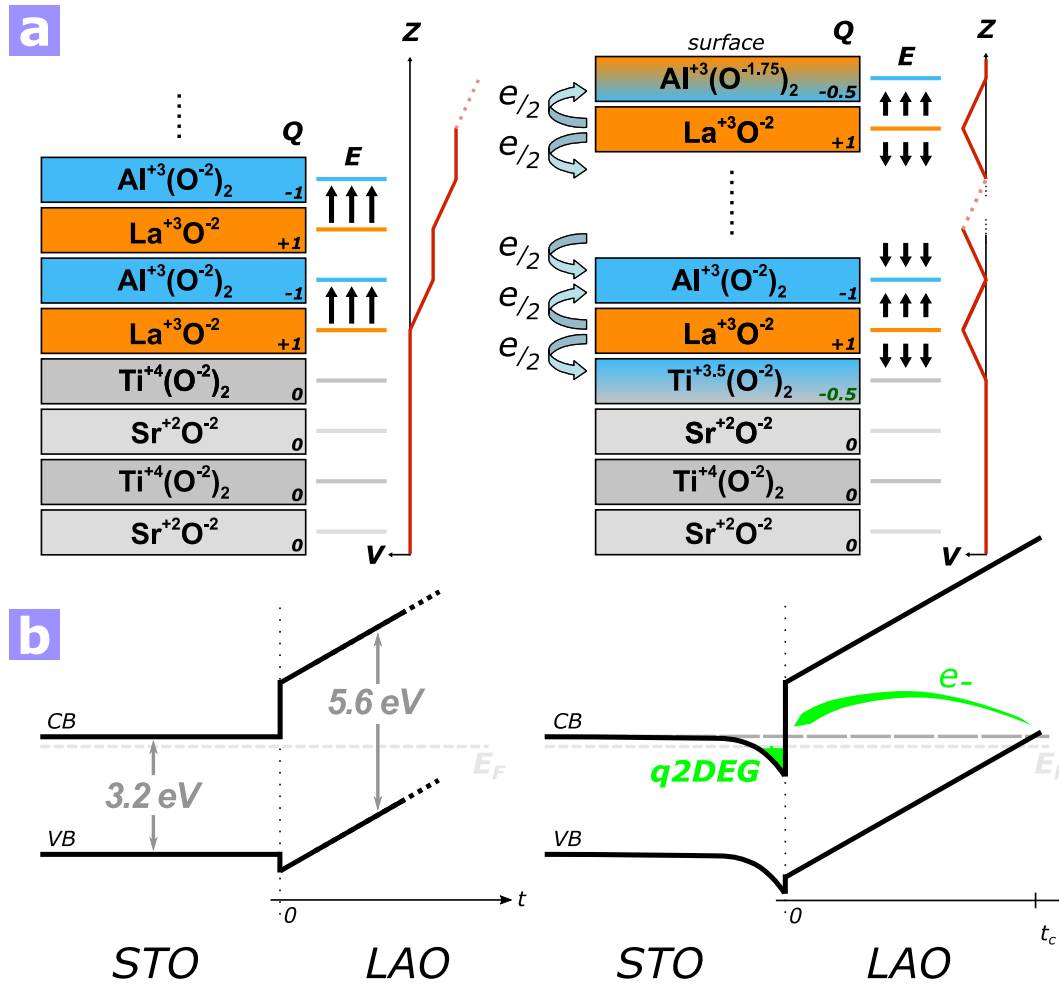 a
Z
Q
E
Al+3(O-2)2 -1
La+3O-2 +1
Al+3(O-2)2 -1
La+3O-2 +1
Ti+4(O-2)2 0
Sr+2O-2 0
Ti+4(O-2)2 0
Sr+2O-2 0
V
surface
Q
Z
E
Al+3(O-1.75)2 -0.5
e/2
La+3O-2 +1
e/2
e/2
Al+3(O-2)2 -1
e/2
La+3O-2 +1
e/2
Ti+3.5(O-2)2 -0.5
Sr+2O-2 0
Ti+4(O-2)2 0
Sr+2O-2 0
V
b
CB
5.6 eV
EF
3.2 eV
VB
0
t
STO LAO
CB
e-
q2DEG
VB
0
tc
STO LAO